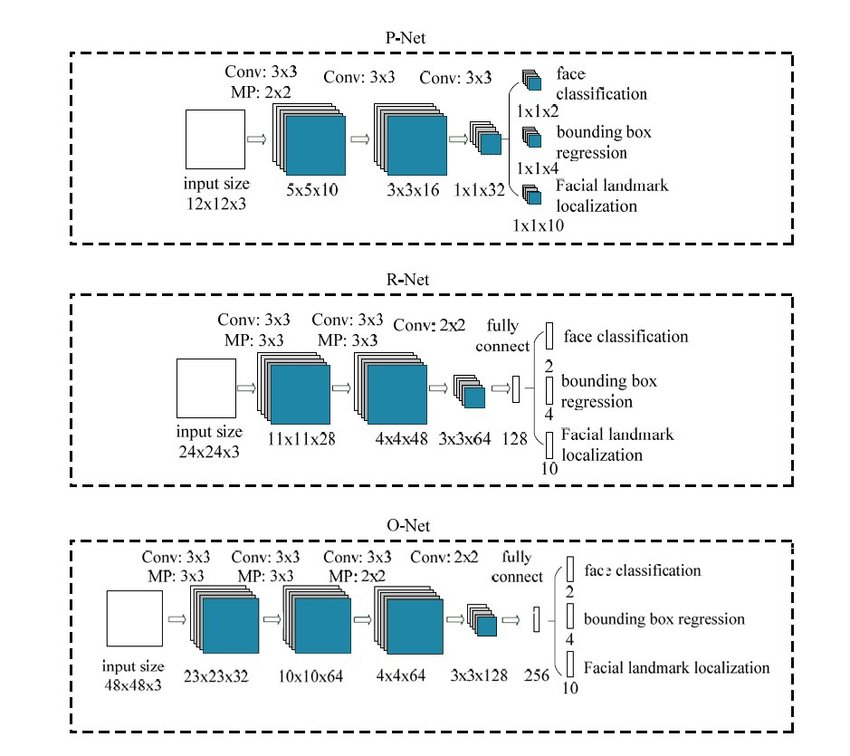 P-Net
Conv: 3x3
MP: 2x2
Conv: 3x3
Conv: 3x3
input size
12x12x3
5x5x10
3x3x16
1x1x32
face
classification
1x1x2
bounding box
regression
1x1x4
Facial landmark
localization
1x1x10
R-Net
Conv: 3x3
MP: 3x3
Conv: 3x3
MP: 3x3
Conv: 2x2
fully
connect
input size
24x24x3
11x11x28
4x4x48
3x3x64
128
face classification
2
bounding box
regression
4
Facial landmark
localization
10
O-Net
Conv: 3x3
MP: 3x3
Conv: 3x3
MP: 3x3
Conv: 3x3
MP: 2x2
Conv: 2x2
fully
connect
input size
48x48x3
23x23x32
10x10x64
4x4x64
3x3x128
256
face classification
2
bounding box regression
4
Facial landmark localization
10